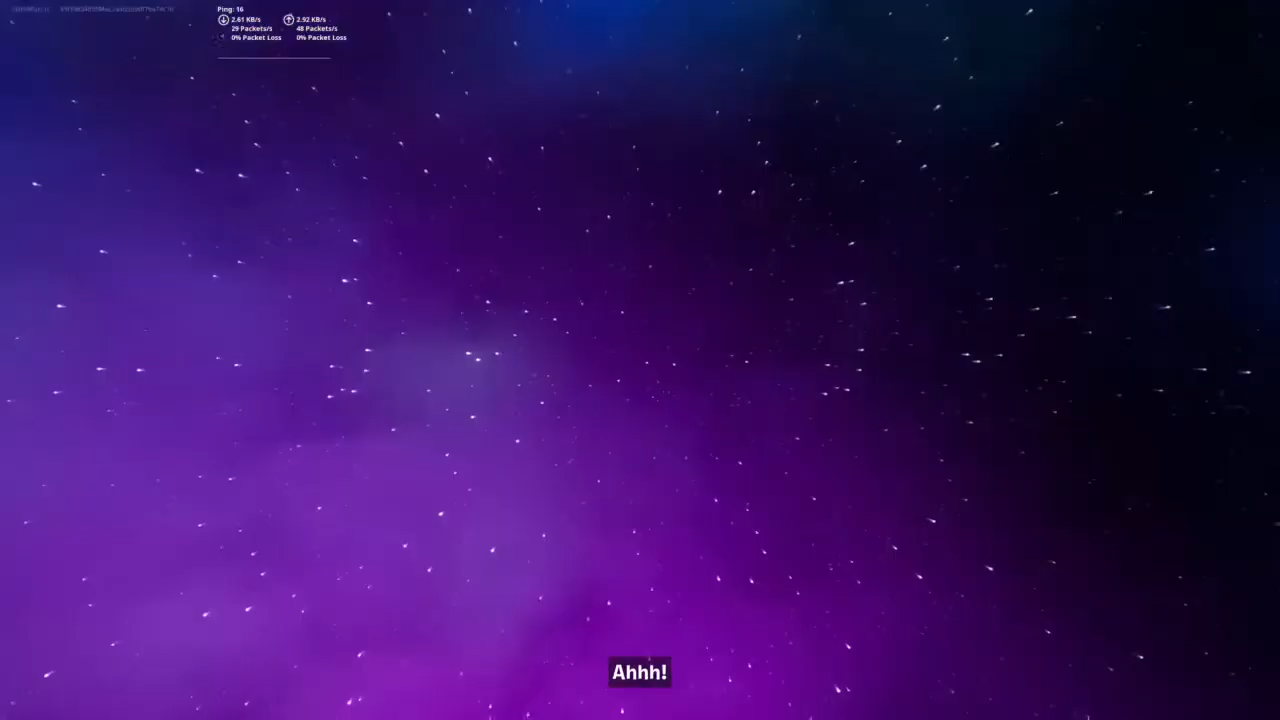 Ping: 16
2.61 KB/s 2.92 KB/s
29 Packets/s 48 Packets/s
0% Packet Loss 0% Packet Loss
Ahhh!